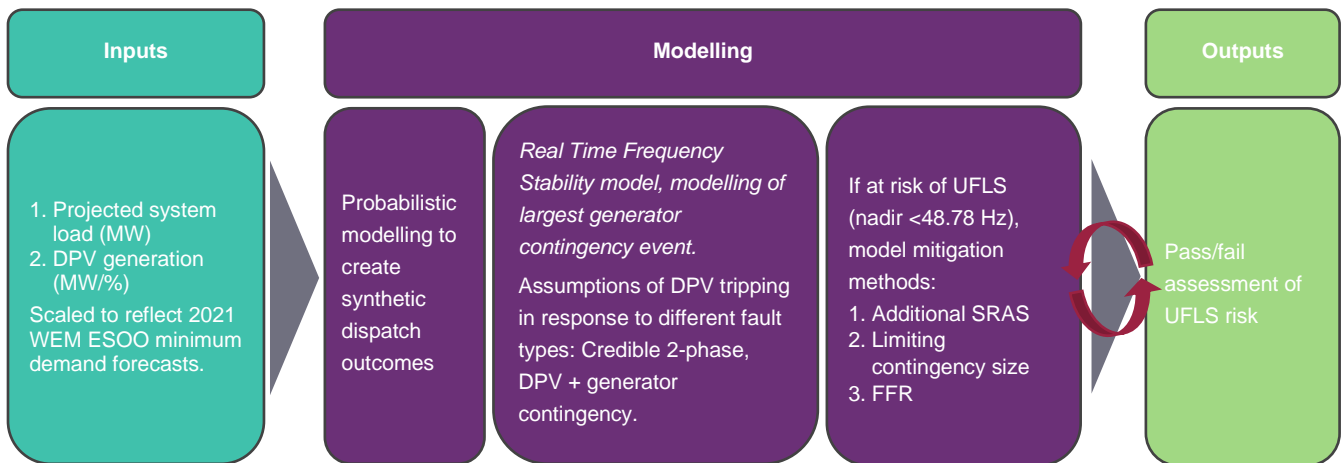 Inputs
Modelling
Outputs
1. Projected system
load (MW)
2. DPV generation
(MW/%)
Scaled to reflect 2021
WEM ESOO minimum
demand forecasts.
Probabilistic
modelling to
create
synthetic
dispatch
outcomes
Real Time Frequency
Stability model, modelling of
largest generator
contingency event.
Assumptions of DPV tripping
in response to different fault
types: Credible 2-phase,
DPV + generator
contingency.
If at risk of UFLS
(nadir <48.78 Hz),
model mitigation
methods:
1. Additional SRAS
2. Limiting
contingency size
3. FFR
Pass/fail
assessment of
UFLS risk